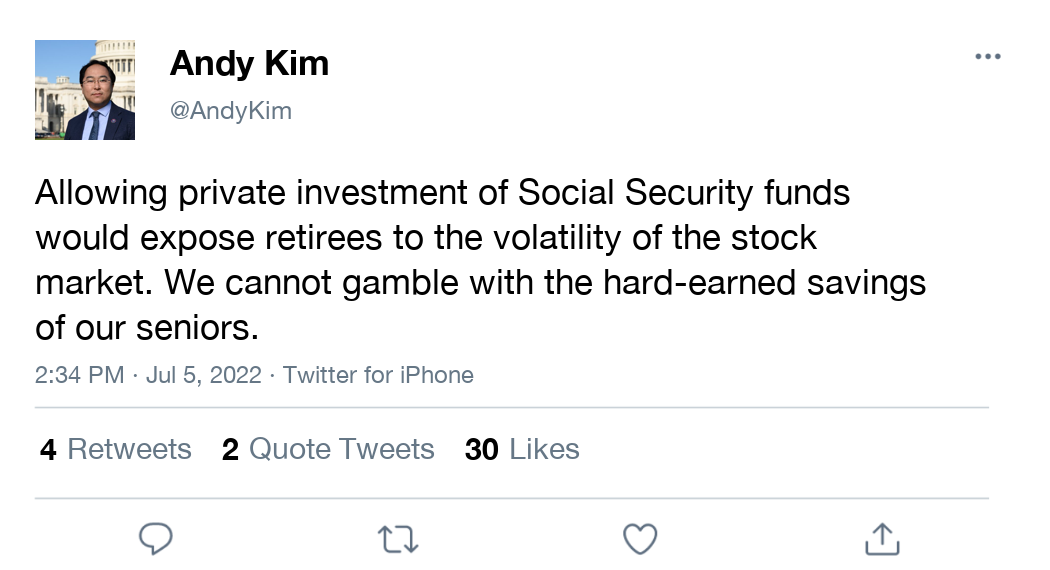 Andy Kim
@AndyKim
Allowing private investment of Social Security funds
would expose retirees to the volatility of the stock
market. We cannot gamble with the hard-earned savings
of our seniors.
2:34 PM · Jul 5, 2022 · Twitter for iPhone
4 Retweets 2 Quote Tweets 30 Likes